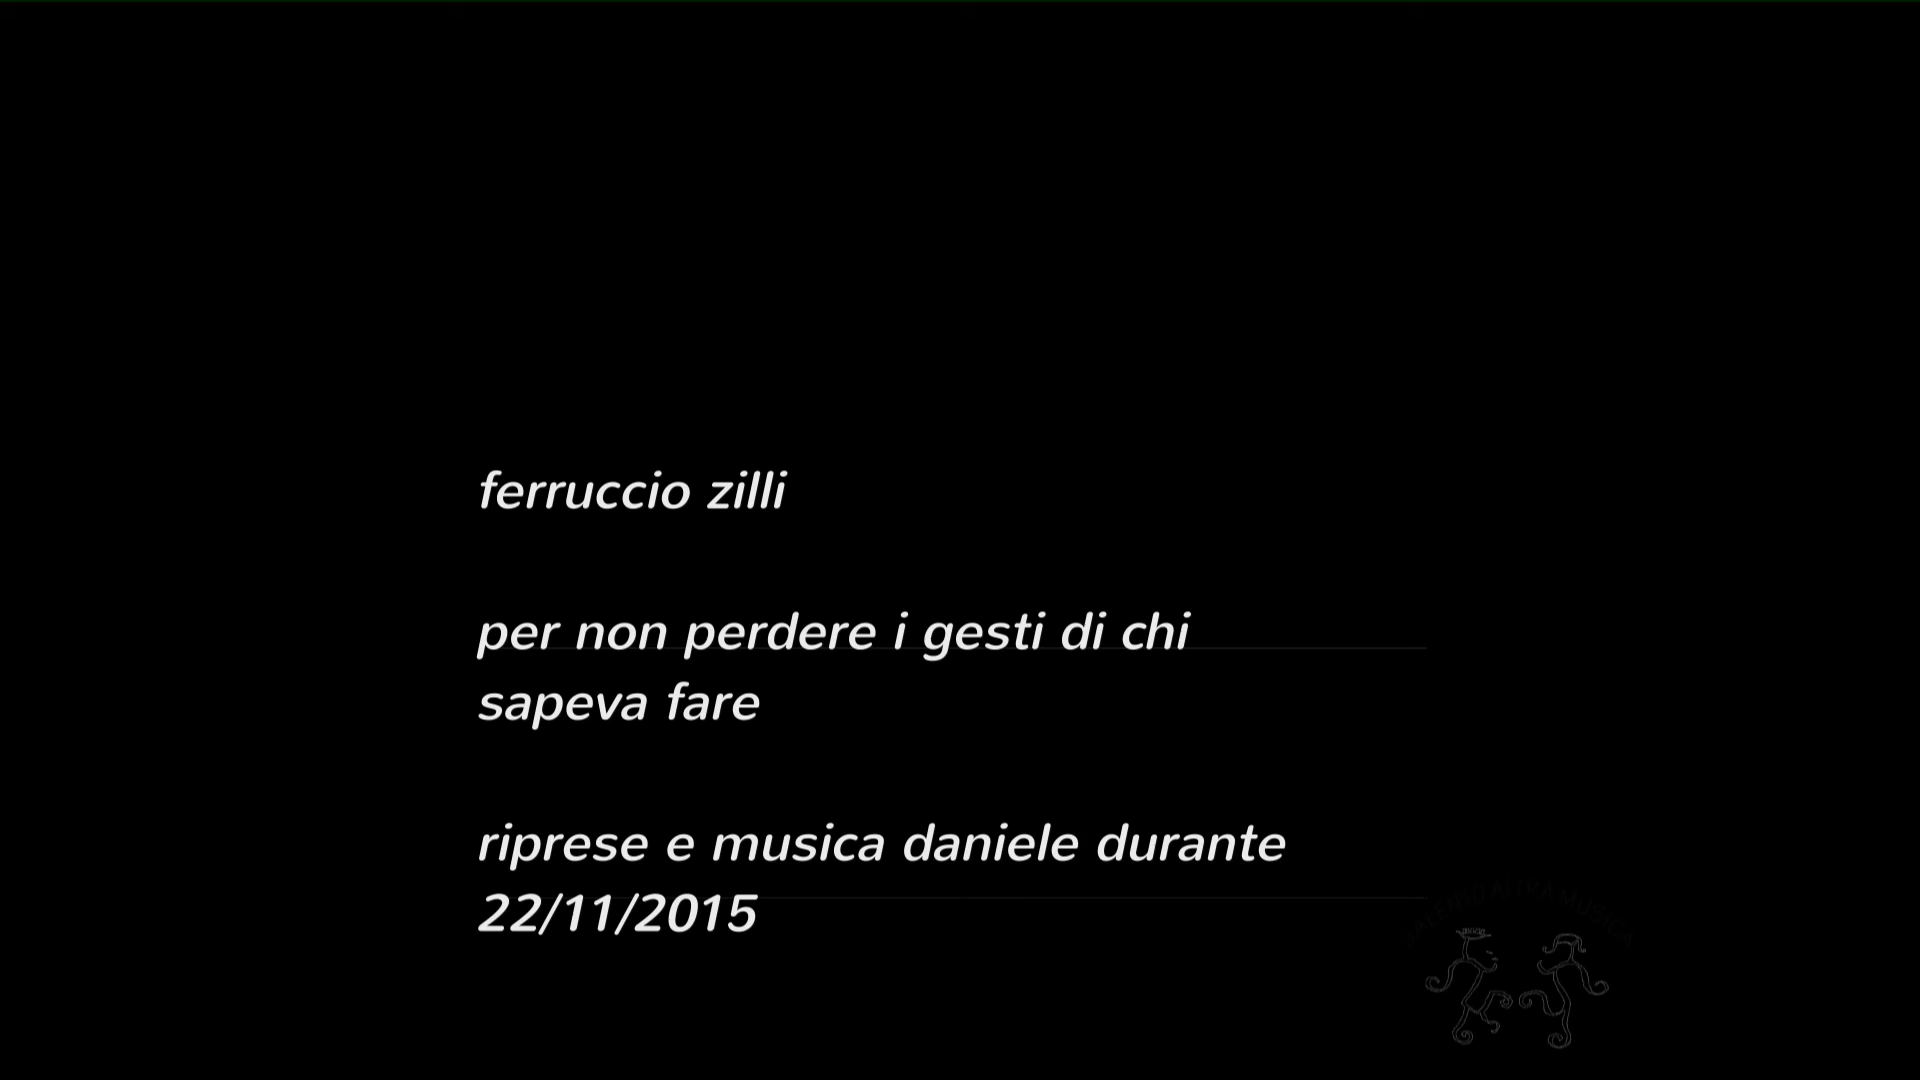 ferruccio zilli
per non perdere i gesti di chi
sapeva fare
riprese e musica daniele durante
22/11/2015